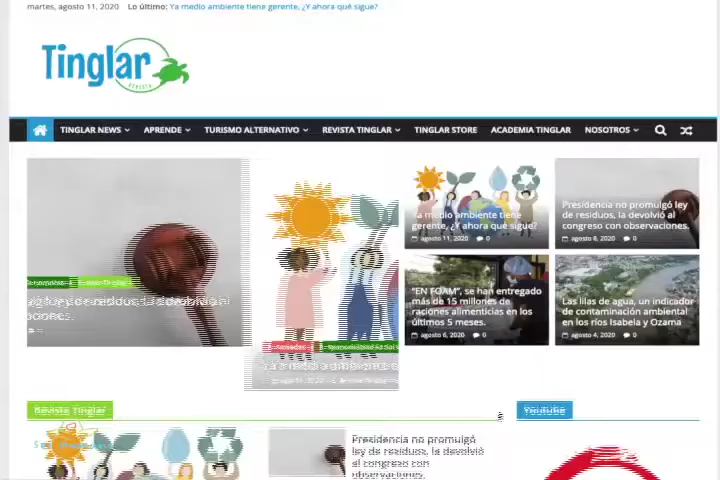 martes, agosto 11, 2020 Lo último: Ya medio ambiente tiene gerente, ¿Y ahora qué sigue?
Tinglar
REVISTA
TINGLAR NEWS APRENDE TURISMO ALTERNATIVO REVISTA TINGLAR TINGLAR STORE ACADEMIA TINGLAR NOSOTROS
Ya medio ambiente tiene
gerente, ¿Y ahora qué sigue?
agosto 11, 2020 0
Presidencia no promulgó ley
de residuos, la devolvió al
congreso con observaciones.
agosto 8, 2020 0
"EN FOAM", se han entregado
más de 15 millones de
raciones alimenticias en los
últimos 5 meses.
agosto 6, 2020 0
Las lilas de agua, un indicador
de contaminación ambiental
en los ríos Isabela y Ozama
agosto 4, 2020 0
Revista Tinglar
Youtube
Presidencia no promulgó
ley de residuos, la devolvió
al congreso con
observaciones.